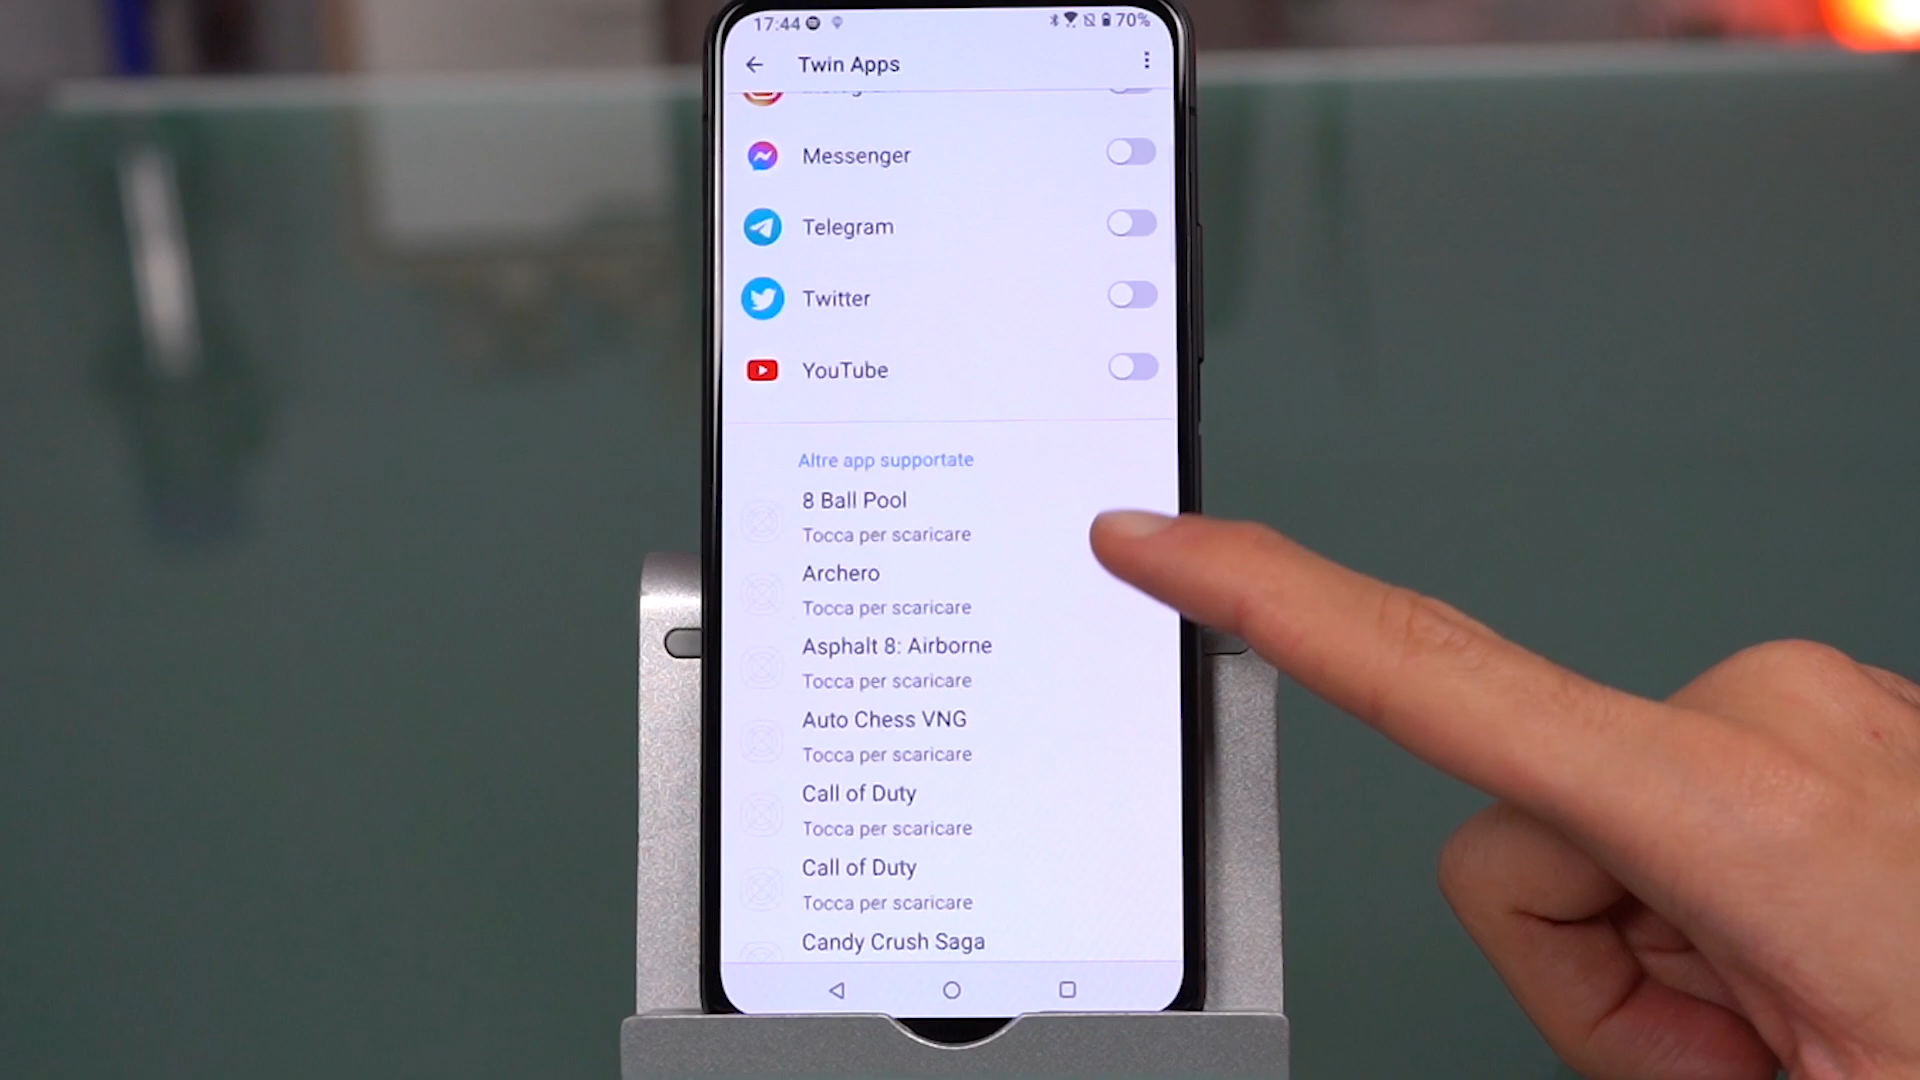 17:44
70%
Twin Apps
Messenger
Telegram
Twitter
YouTube
Altre app supportate
8 Ball Pool
Tocca per scaricare
Archero
Tocca per scaricare
Asphalt 8: Airborne
Tocca per scaricare
Auto Chess VNG
Tocca per scaricare
Call of Duty
Tocca per scaricare
Call of Duty
Tocca per scaricare
Candy Crush Saga